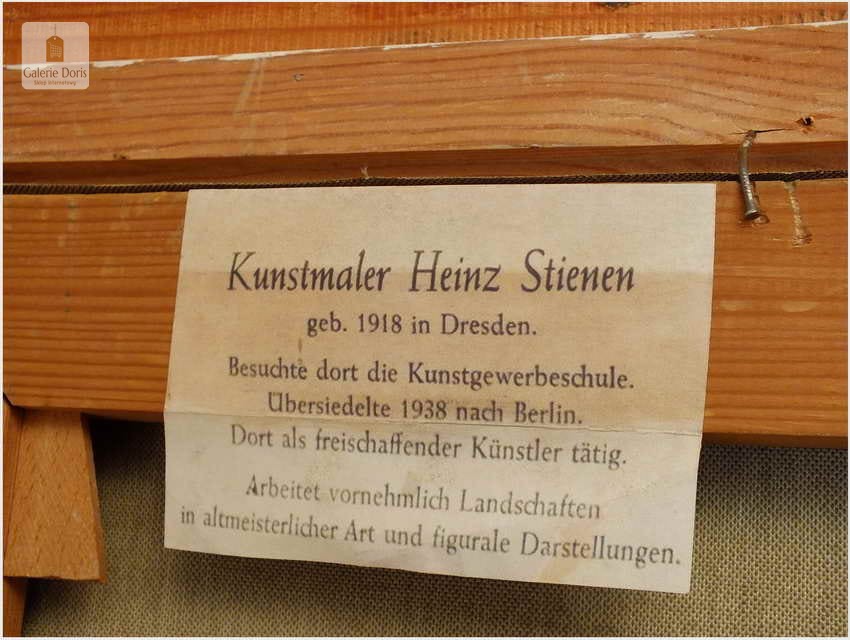 Galerie Doris
Kunstmaler Heinz Stienen
geb. 1918 in Dresden.
Besuchte dort die Kunstgewerbeschule.
Übersiedelte 1938 nach Berlin.
Dort als freischaffender Künstler tätig.
Arbeitet vornehmlich Landschaften
in altmeisterlicher Art und figurale Darstellungen.